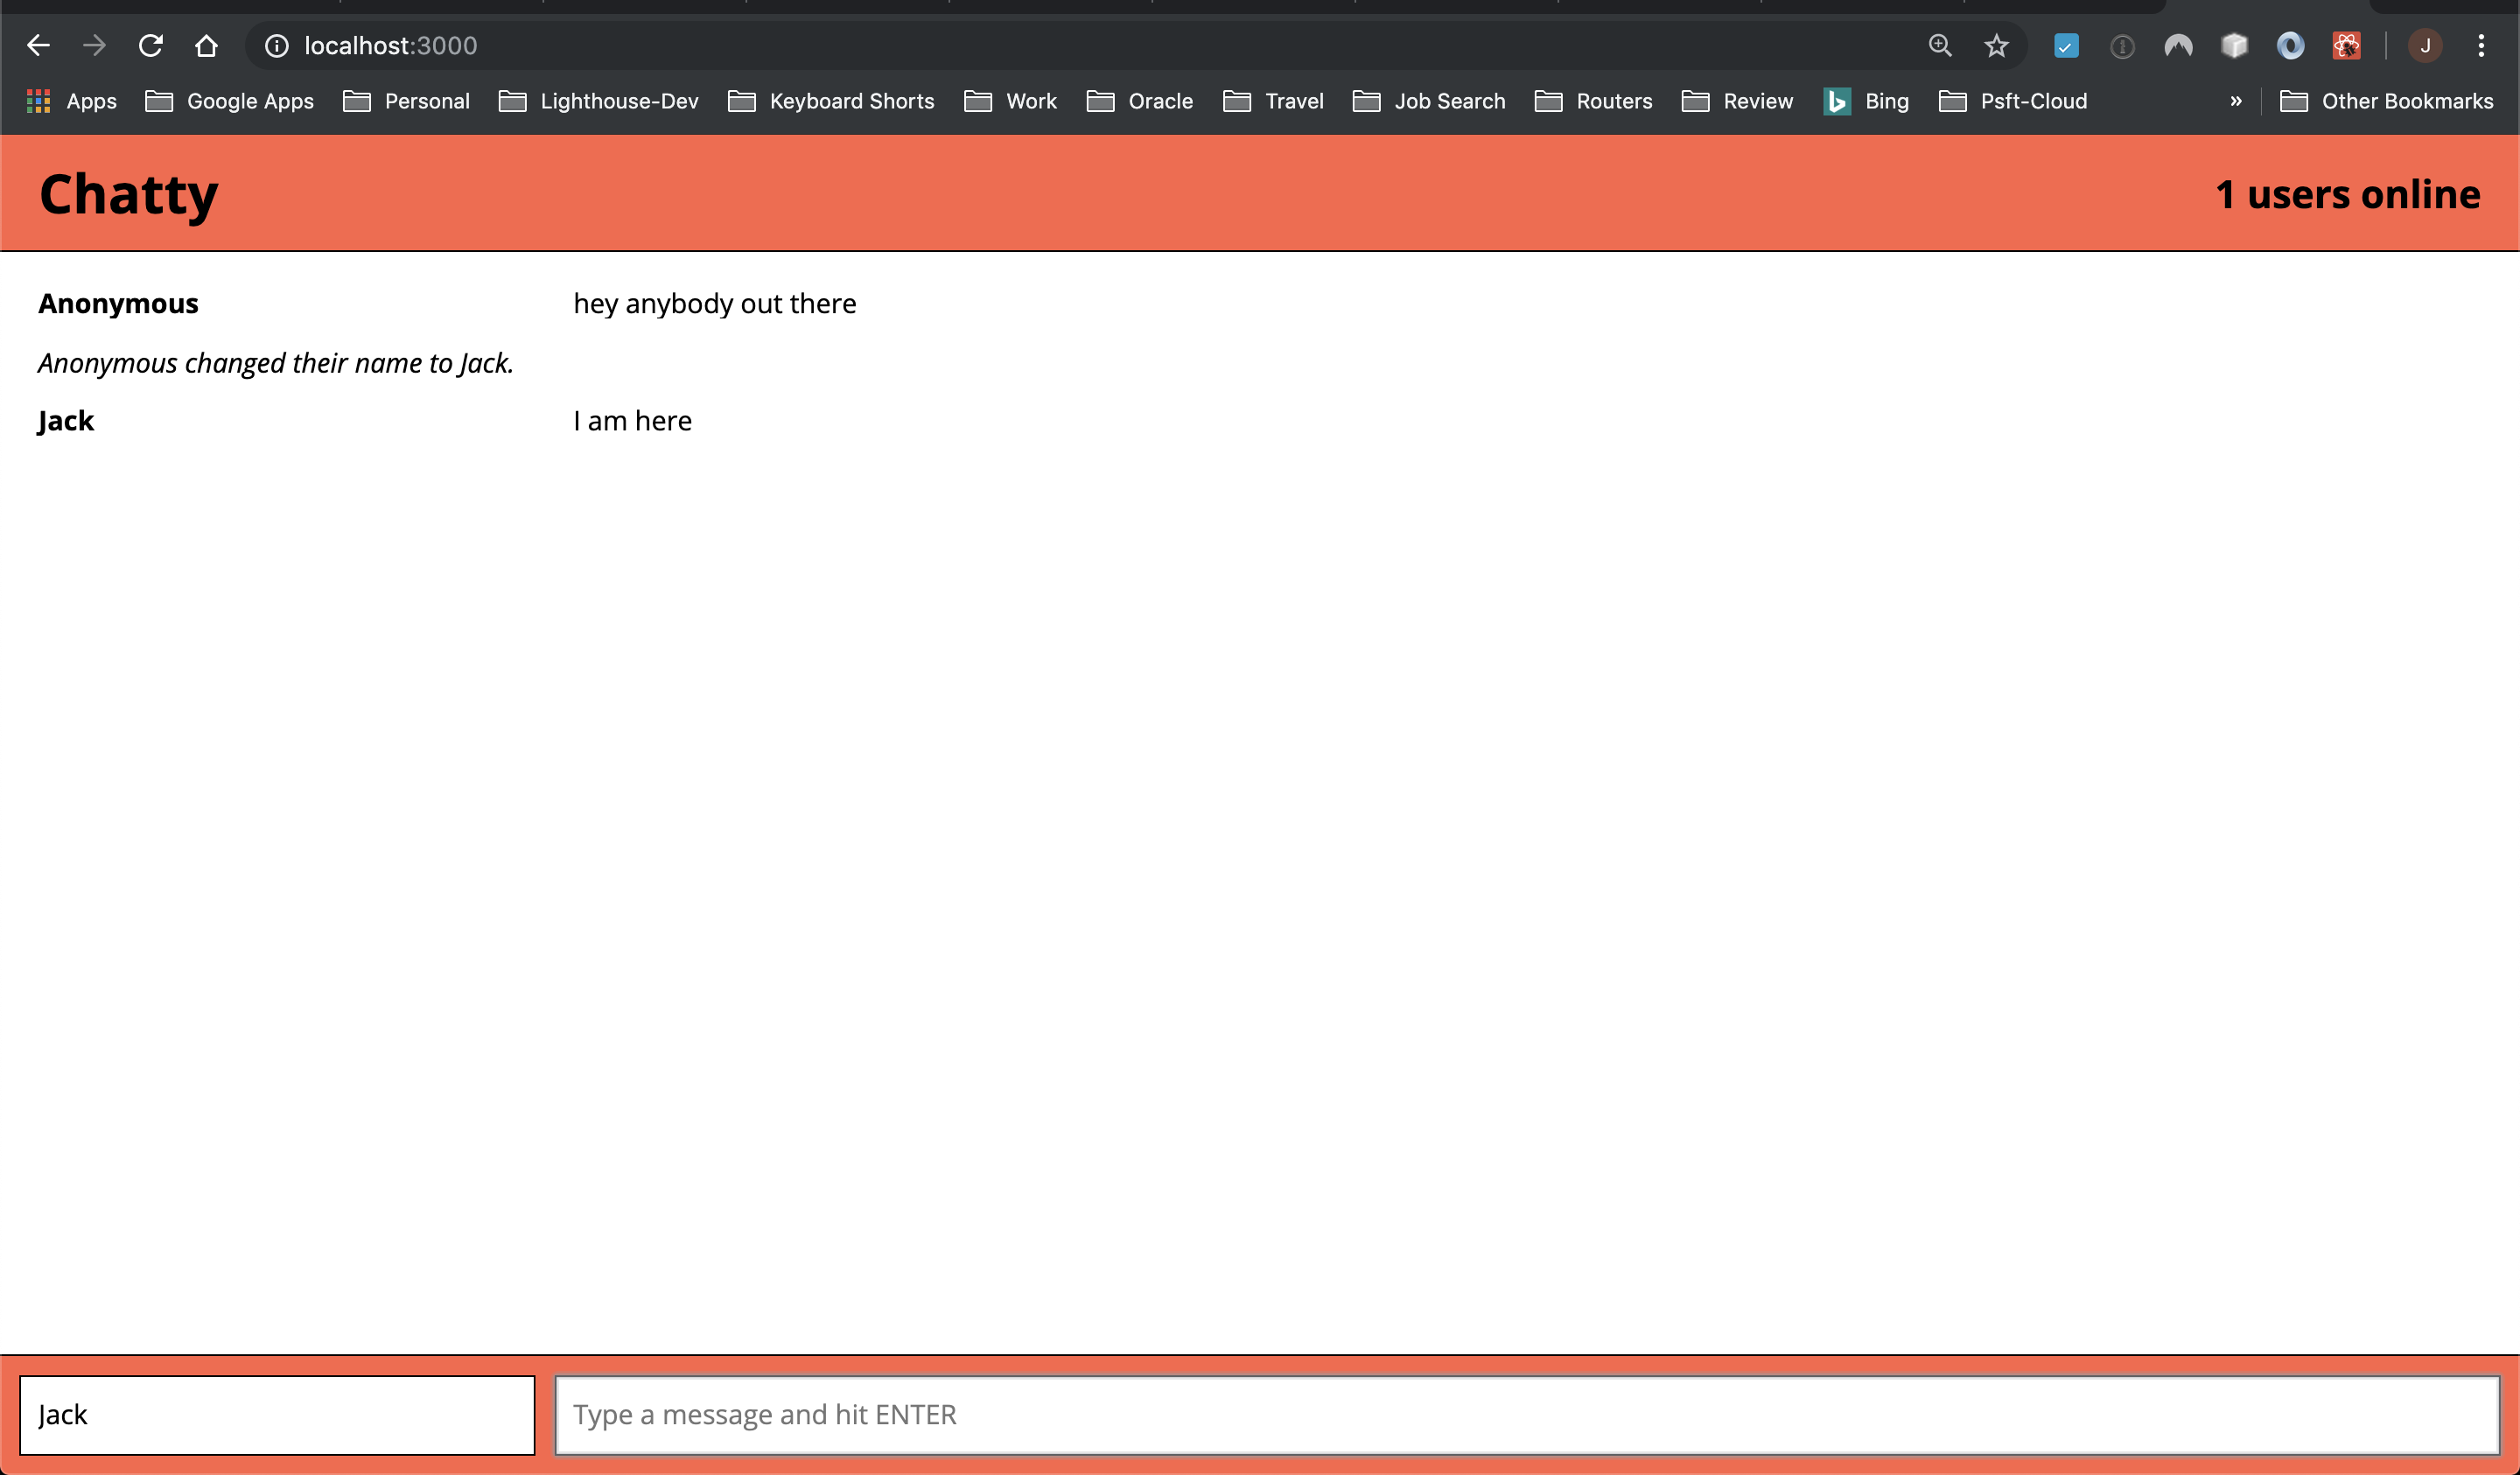 localhost:3000
J
Apps Google Apps Personal Lighthouse-Dev Keyboard Shorts Work Oracle Travel Job Search Routers Review Bing Psft-Cloud » Other Bookmarks
Chatty 1 users online
Anonymous hey anybody out there
Anonymous changed their name to Jack.
Jack I am here
Jack Type a message and hit ENTER